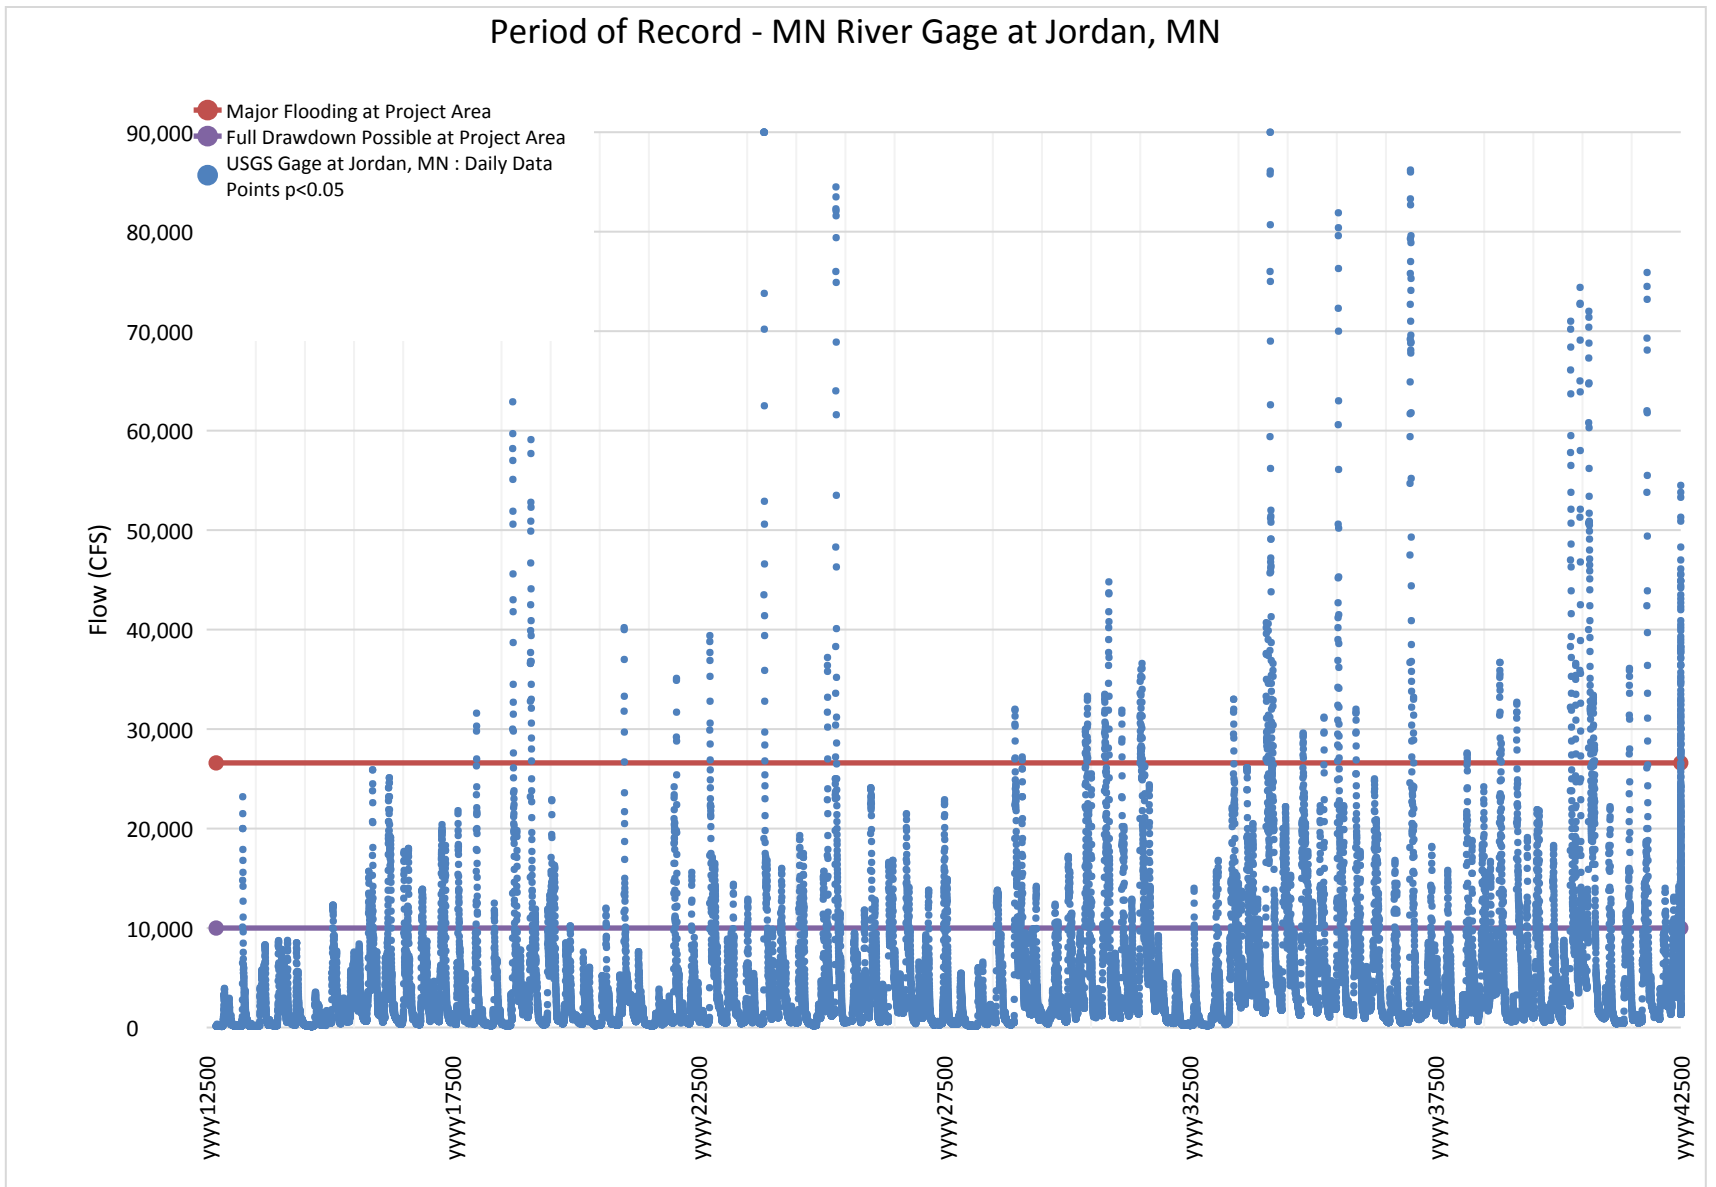 Period of Record - MN River Gage at Jordan, MN
Major Flooding at Project Area
Full Drawdown Possible at Project Area
USGS Gage at Jordan, MN : Daily Data
Points p<0.05
90,000
80,000
70,000
60,000
50,000
40,000
30,000
20,000
10,000
0
Flow (CFS)
yyyy12500
yyyy17500
yyyy22500
yyyy27500
yyyy32500
yyyy37500
yyyy42500